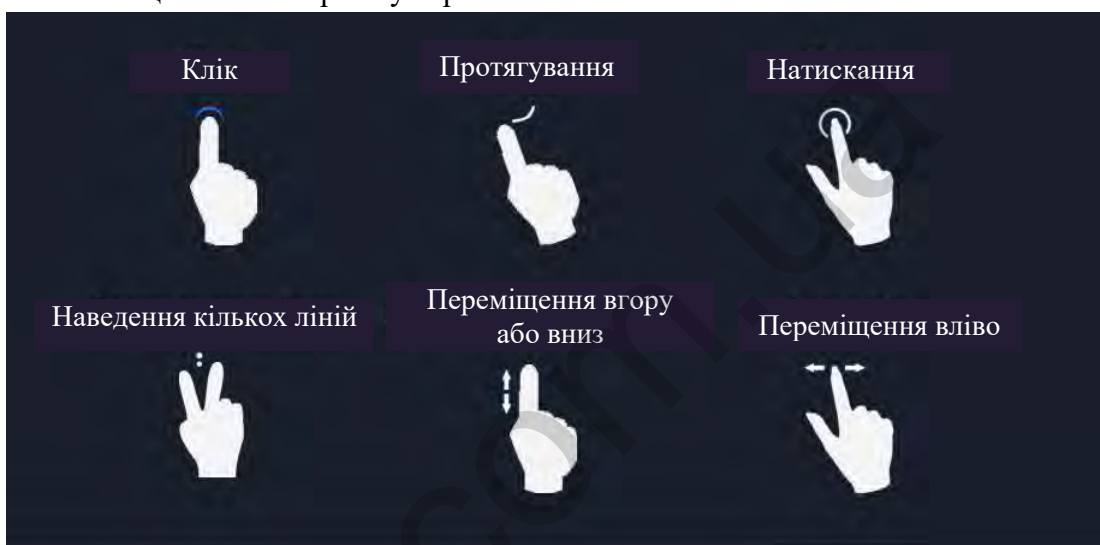 Клік
Протягування
Натискання
Наведення кількох ліній
Переміщення вгору
або вниз
Переміщення вліво